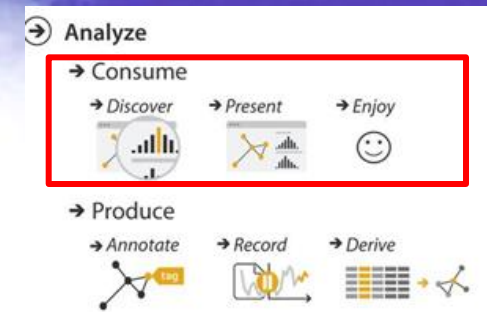 Analyze
Consume
Discover Present Enjoy
Produce
Annotate Record Derive
tag